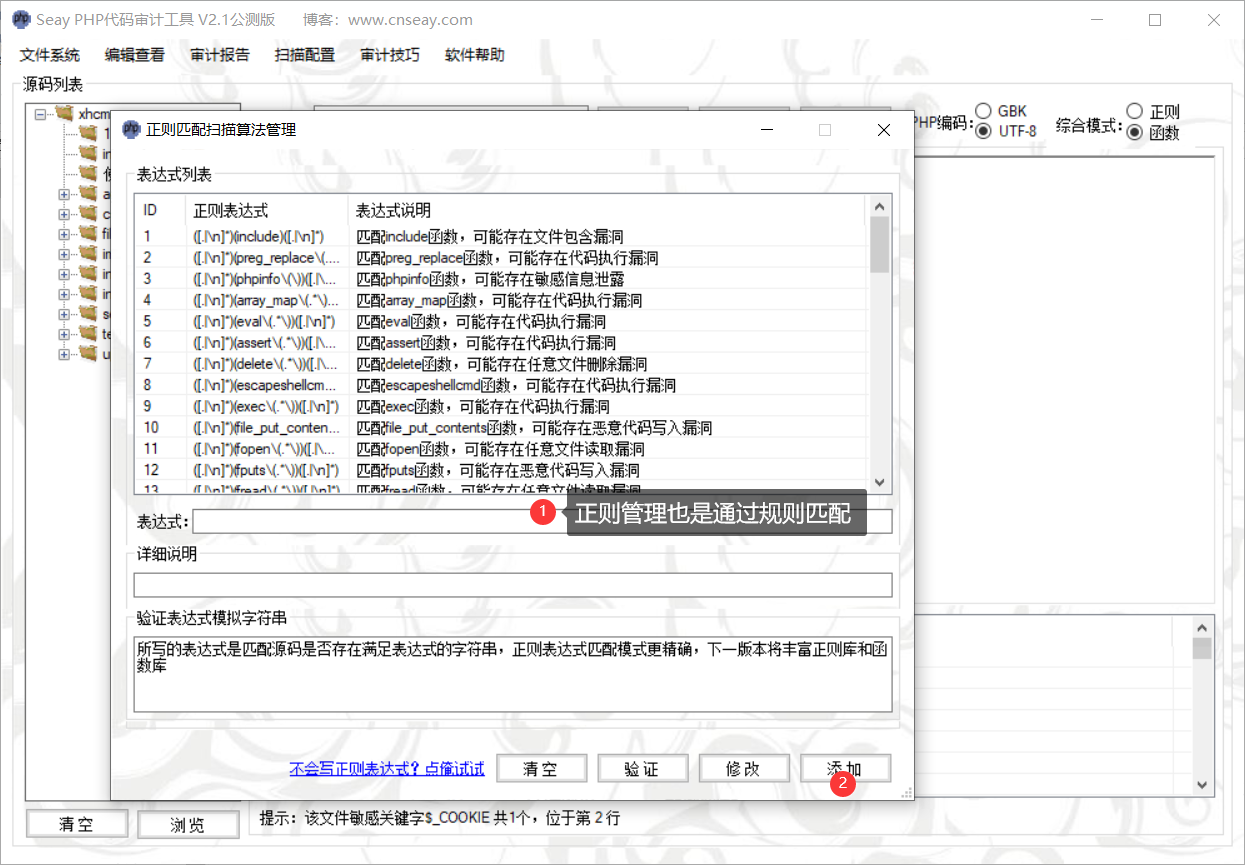 Seay PHP代码审计工具 V2.1公测版 博客：www.cnseay.com
文件系统 编辑查看 审计报告 扫描配置 审计技巧 软件帮助
源码列表
xhcm
PHP编码: GBK UTF-8
综合模式: 正则 函数
正则匹配扫描算法管理
表达式列表
ID 正则表达式 表达式说明
1 ([.|\n]*)(include)([.|\n]*) 匹配include函数，可能存在文件包含漏洞
2 ([.|\n]*)(preg_replace\(.... 匹配preg_replace函数，可能存在代码执行漏洞
3 ([.|\n]*)(phpinfo\(\))([.|... 匹配phpinfo函数，可能存在敏感信息泄露
4 ([.|\n]*)(array_map\(.*\)... 匹配array_map函数，可能存在代码执行漏洞
5 ([.|\n]*)(eval\(.*\))([.|\n]*) 匹配eval函数，可能存在代码执行漏洞
6 ([.|\n]*)(assert\(.*\))([.|\... 匹配assert函数，可能存在代码执行漏洞
7 ([.|\n]*)(delete\(.*\))([.|\... 匹配delete函数，可能存在任意文件删除漏洞
8 ([.|\n]*)(escapeshellcm... 匹配escapeshellcmd函数，可能存在代码执行漏洞
9 ([.|\n]*)(exec\(.*\))([.|\n]*) 匹配exec函数，可能存在代码执行漏洞
10 ([.|\n]*)(file_put_conten... 匹配file_put_contents函数，可能存在恶意代码写入漏洞
11 ([.|\n]*)(fopen\(.*\))([.|\... 匹配fopen函数，可能存在任意文件读取漏洞
12 ([.|\n]*)(fputs\(.*\))([.|\n]*) 匹配fputs函数，可能存在恶意代码写入漏洞
13 ([.|\n]*)(fread\(.*\))([.|\n]*) 匹配fread函数，可能存在任意文件读取漏洞
表达式：
1 正则管理也是通过规则匹配
详细说明
验证表达式模拟字符串
所写的表达式是匹配源码是否存在满足表达式的字符串，正则表达式匹配模式更精确，下一版本将丰富正则库和函
数库
不会写正则表达式？点俺试试 清空 验证 修改 添加
2
清空 浏览 提示：该文件敏感关键字$_COOKIE 共1个，位于第 2 行